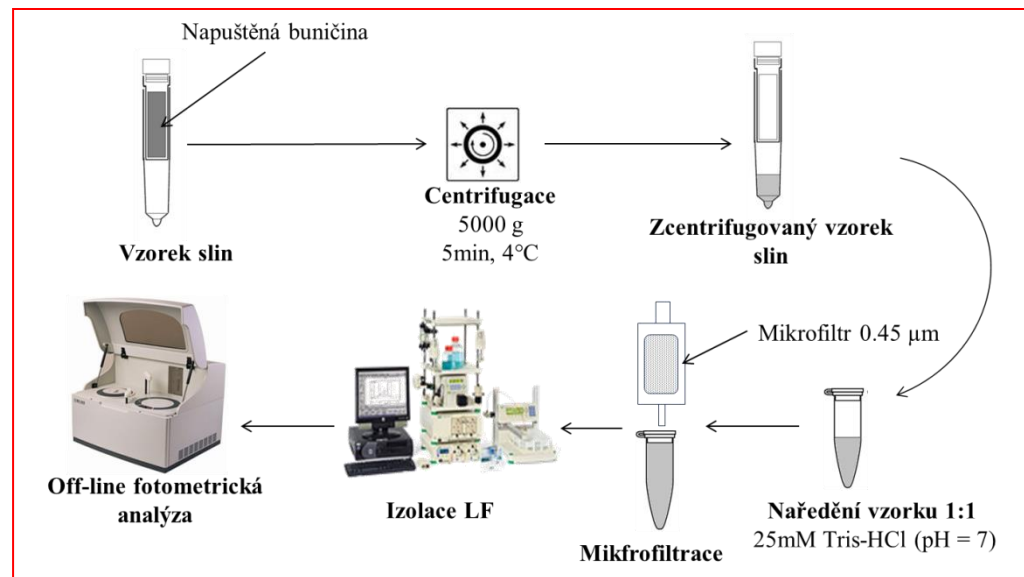 Napuštěná buničina
Vzorek slin
Centrifugace
5000 g
5min, 4°C
Zcentrifugovaný vzorek
slin
Mikrofiltr 0.45 μm
Naředění vzorku 1:1
25mM Tris-HCl (pH = 7)
Mikfrofiltrace
Izolace LF
Off-line fotometrická
analýza